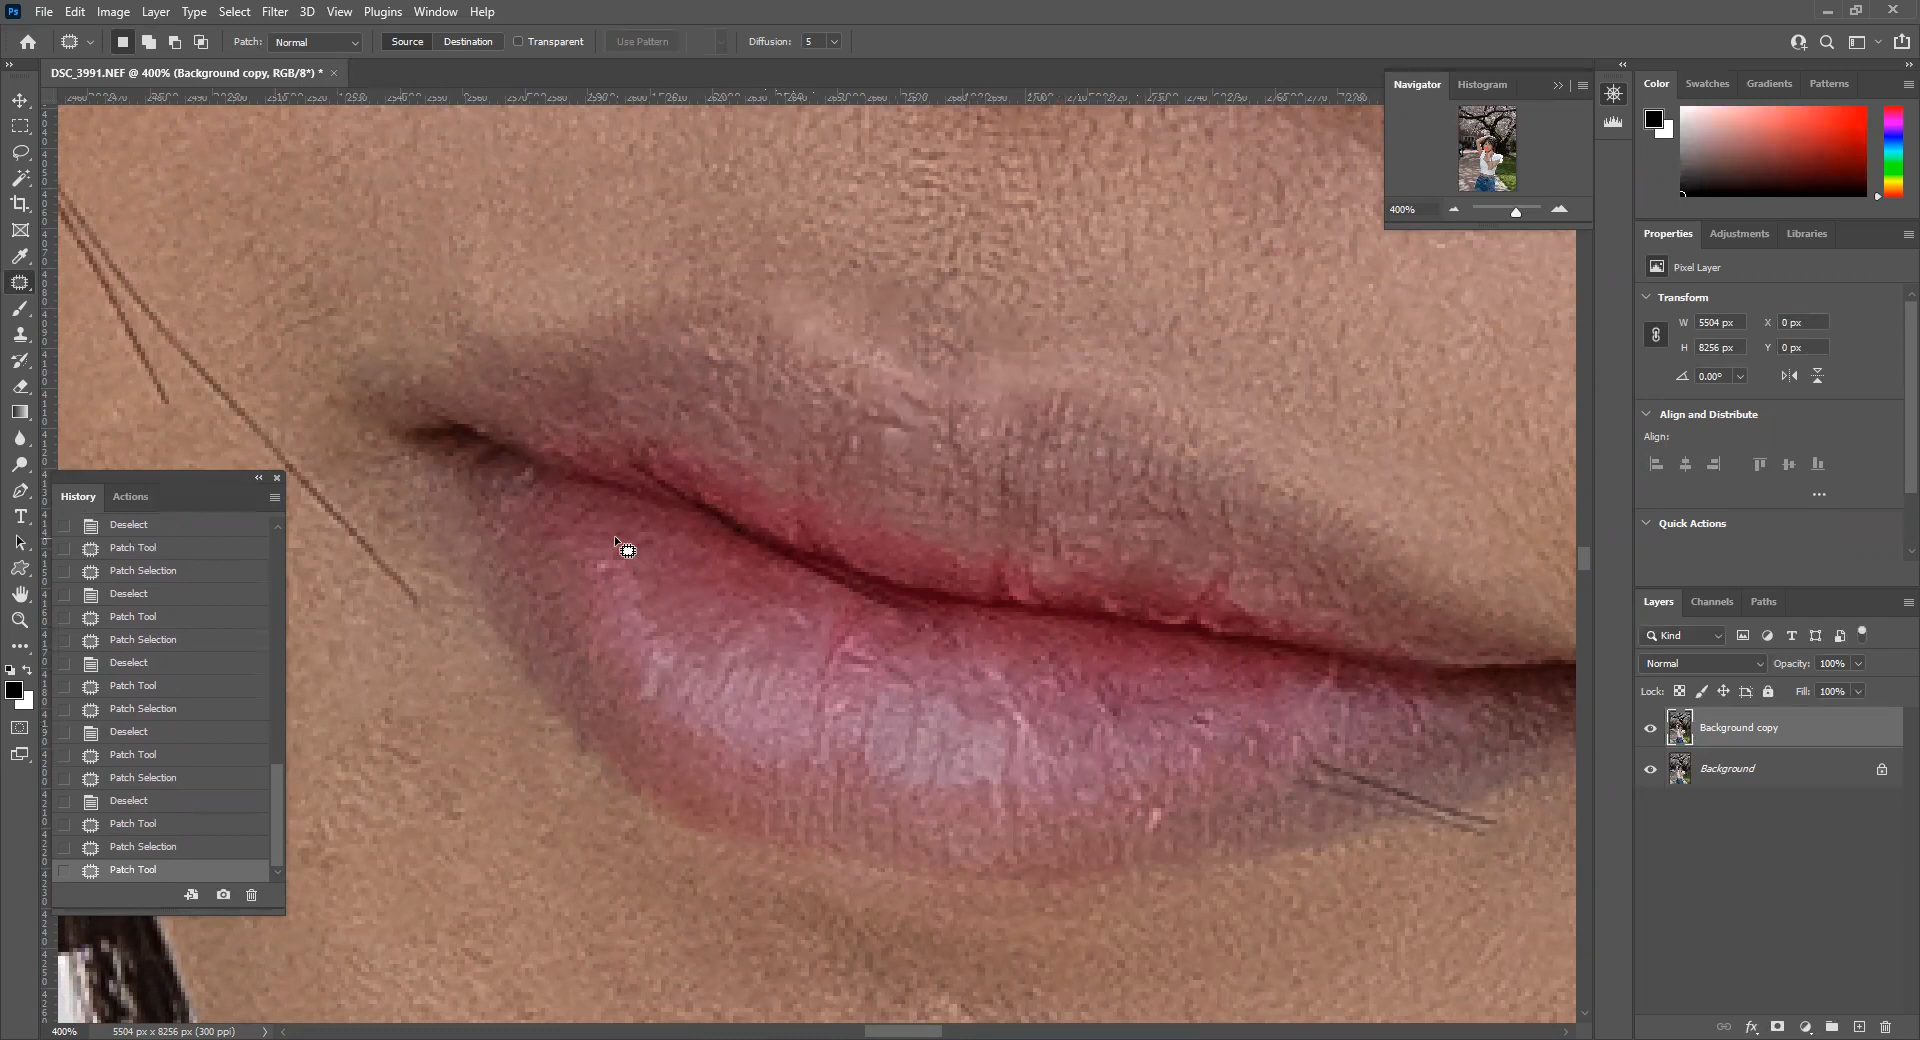 Ps File Edit Image Layer Type Select Filter 3D View Plugins Window Help
Patch: Normal Source Destination Transparent Use Pattern Diffusion: 5
DSC_3991.NEF @ 400% (Background copy, RGB/8*) * ×
Navigator Histogram
400%
Color Swatches Gradients Patterns
Properties Adjustments Libraries
Pixel Layer
Transform
W 5504 px X 0 px
H 8256 px Y 0 px
0.00°
Align and Distribute
Align:
Quick Actions
History Actions
Deselect
Patch Tool
Patch Selection
Deselect
Patch Tool
Patch Selection
Deselect
Patch Tool
Patch Selection
Deselect
Patch Tool
Patch Selection
Deselect
Patch Tool
Patch Selection
Patch Tool
Layers Channels Paths
Kind
Normal Opacity: 100%
Lock: Fill: 100%
Background copy
Background
400% 5504 px x 8256 px (300 ppi)